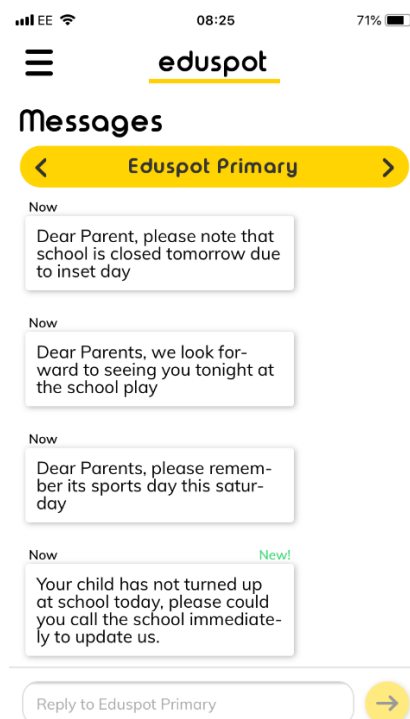 EE 08:25 71%
eduspot
Messages
Eduspot Primary
Now
Dear Parent, please note that
school is closed tomorrow due
to inset day
Now
Dear Parents, we look for-
ward to seeing you tonight at
the school play
Now
Dear Parents, please remem-
ber its sports day this satur-
day
Now New!
Your child has not turned up
at school today, please could
you call the school immediate-
ly to update us.
Reply to Eduspot Primary